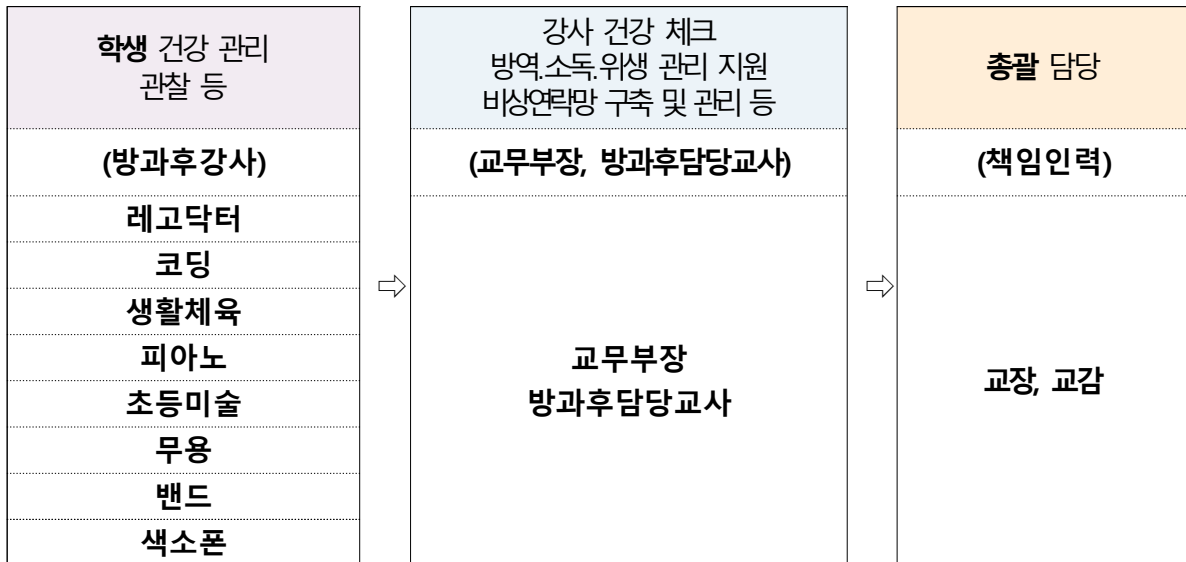 학생 건강 관리
관찰 등
(방과후강사)
레고닥터
코딩
생활체육
피아노
초등미술
무용
밴드
색소폰
⇨
강사 건강 체크
방역.소독.위생 관리 지원
비상연락망 구축 및 관리 등
(교무부장, 방과후담당교사)
교무부장
방과후담당교사
⇨
총괄 담당
(책임인력)
교장, 교감